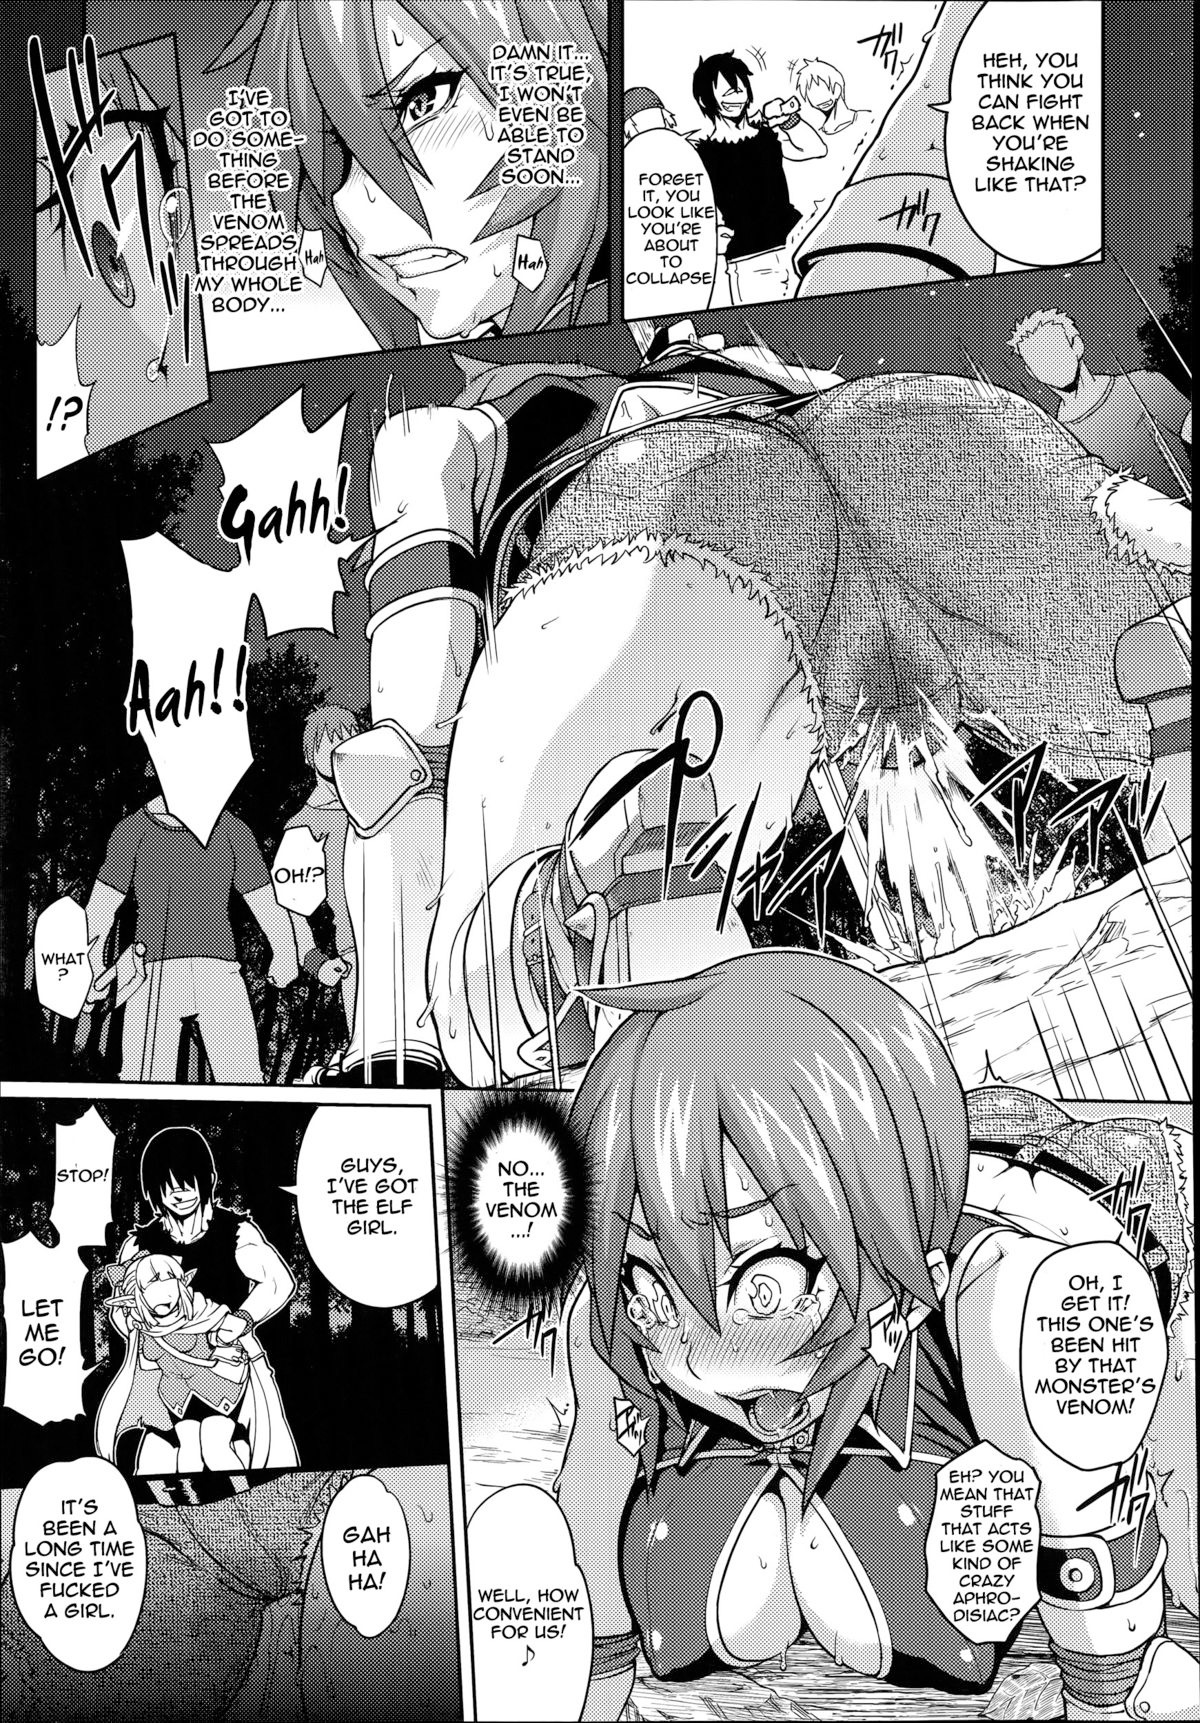 HEH, YOU
THINK YOU
CAN FIGHT
BACK WHEN
YOU'RE
SHAKING
LIKE THAT?
FORGET
IT, YOU
LOOK LIKE
YOU'RE
ABOUT TO
COLLAPSE
DAMN IT...
IT'S TRUE,
I WON'T
EVEN BE
ABLE TO
STAND
SOON...
Hah
Hah
I'VE
GOT TO
DO SOME-
THING
BEFORE
THE
VENOM
SPREADS
THROUGH
MY WHOLE
BODY...
!?
Gahh!
Aah!!
OH!?
WHAT
?
NO...
THE
VENOM
...!
OH, I
GET IT!
THIS ONE'S
BEEN HIT
BY THAT
MONSTER'S
VENOM!
EH? YOU
MEAN THAT
STUFF
THAT ACTS
LIKE SOME
KIND OF
CRAZY
APHRO-
DISIAC?
WELL, HOW
CONVENIENT
FOR US!
♪
GUYS,
I'VE GOT
THE ELF
GIRL.
STOP!
LET
ME
GO!
GAH
HA
HA!
IT'S
BEEN A
LONG TIME
SINCE I'VE
FUCKED
A GIRL.